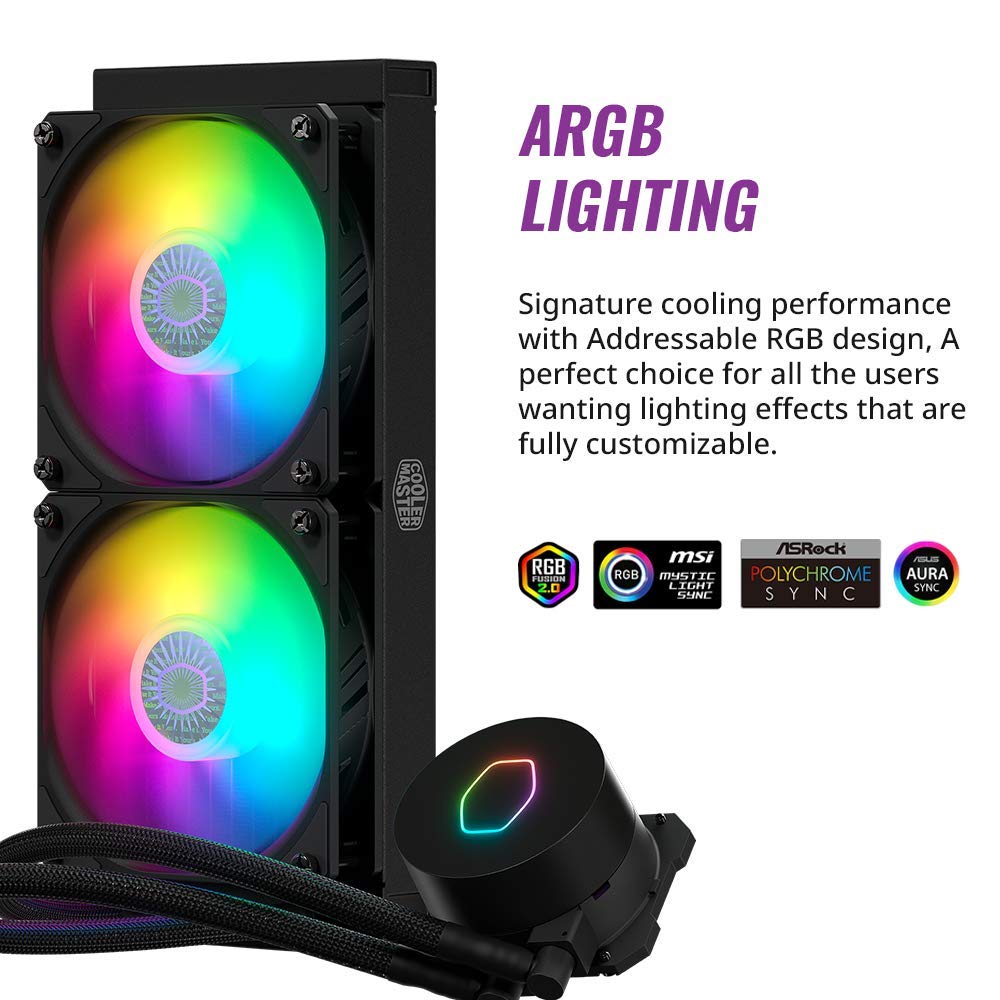 ARGB
LIGHTING
Signature cooling performance
with Addressable RGB design, A
perfect choice for all the users
wanting lighting effects that are
fully customizable.
COOLER
MASTER
RGB
FUSION
2.0
RGB
msi
MYSTIC
LIGHT
SYNC
ASRock
POLYCHROME
SYNC
ASUS
AURA
SYNC